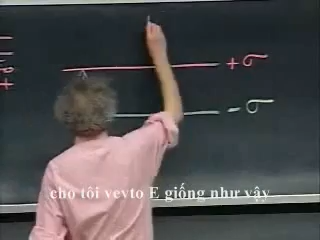 +σ
-σ
cho tôi vevto E giống như vậy